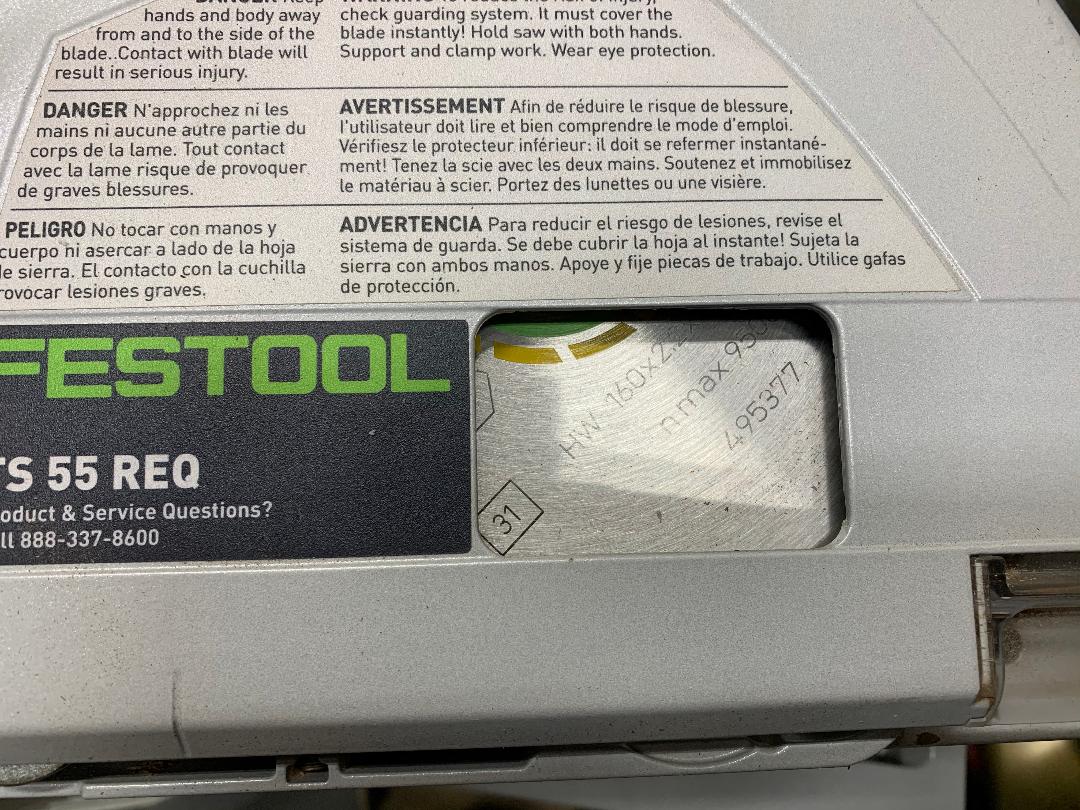 DANGER Keep
hands and body away
from and to the side of the
blade..Contact with blade will
result in serious injury.
check guarding system. It must cover the
blade instantly! Hold saw with both hands.
Support and clamp work. Wear eye protection.
DANGER N'approchez ni les
mains ni aucune autre partie du
corps de la lame. Tout contact
avec la lame risque de provoquer
de graves blessures.
AVERTISSEMENT Afin de réduire le risque de blessure,
l'utilisateur doit lire et bien comprendre le mode d'emploi.
Vérifiesz le protecteur inférieur: il doit se refermer instantané-
ment! Tenez la scie avec les deux mains. Soutenez et immobilisez
le matériau à scier. Portez des lunettes ou une visière.
PELIGRO No tocar con manos y
cuerpo ni asercar a lado de la hoja
de sierra. El contacto con la cuchilla
rovocar lesiones graves.
ADVERTENCIA Para reducir el riesgo de lesiones, revise el
sistema de guarda. Se debe cubrir la hoja al instante! Sujeta la
sierra con ambos manos. Apoye y fije piecas de trabajo. Utilice gafas
de protección.
FESTOOL
TS 55 REQ
oduct & Service Questions?
ll 888-337-8600
HW 160x2.2
n max 950
495377
31